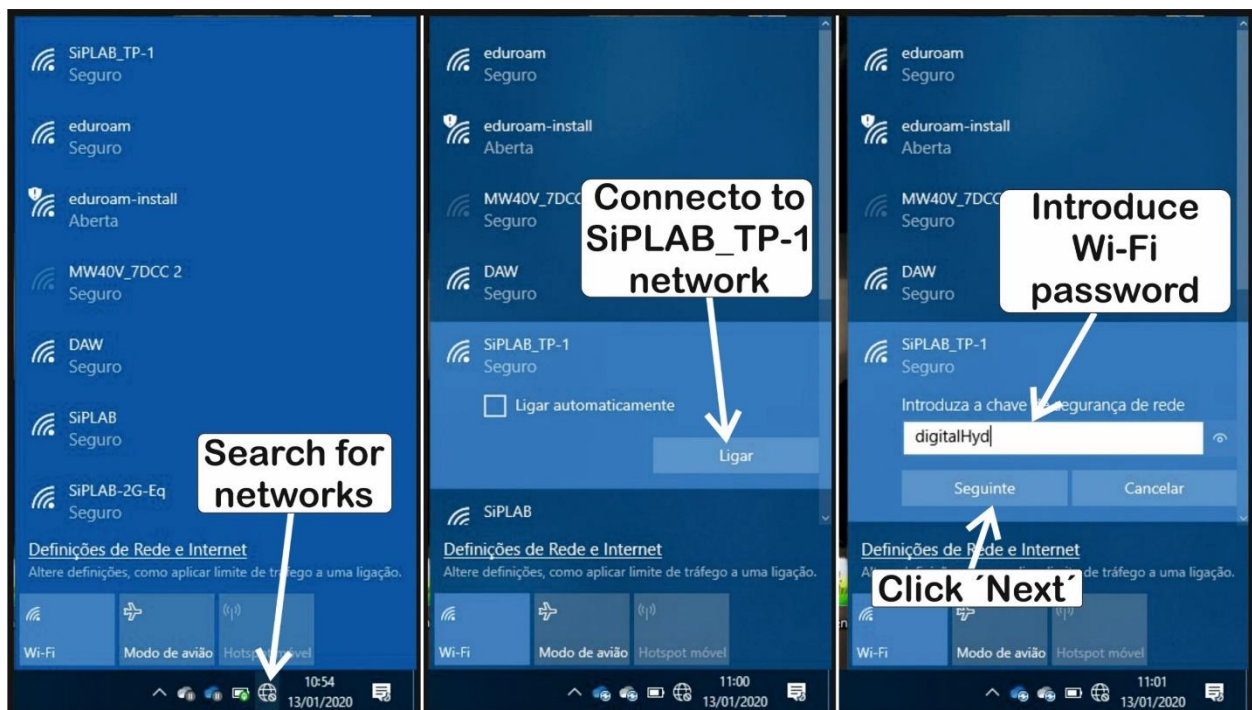 SiPLAB_TP-1
Seguro
eduroam
Seguro
eduroam-install
Aberta
MW40V_7DCC 2
Seguro
DAW
Seguro
SiPLAB
Seguro
SiPLAB-2G-Eq
Seguro
Search for
networks
Definições de Rede e Internet
Altere definições, como aplicar limite de tráfego a uma ligação.
Wi-Fi
Modo de avião
Hotspot móvel
10:54
13/01/2020
eduroam
Seguro
eduroam-install
Aberta
MW40V_7DCC
Seguro
DAW
Seguro
Connecto to
SiPLAB_TP-1
network
SiPLAB_TP-1
Seguro
Ligar automaticamente
Ligar
SiPLAB
Definições de Rede e Internet
Altere definições, como aplicar limite de tráfego a uma ligação.
Wi-Fi
Modo de avião
Hotspot móvel
11:00
13/01/2020
eduroam
Seguro
eduroam-install
Aberta
MW40V_7DCC
Seguro
DAW
Seguro
Introduce
Wi-Fi
password
SiPLAB_TP-1
Seguro
Introduza a chave de segurança de rede
digitalHyd
Seguinte
Cancelar
Definições de Rede e Internet
de tráfego a uma ligação.
Click ´Next´
Wi-Fi
Modo de avião
Hotspot móvel
11:01
13/01/2020